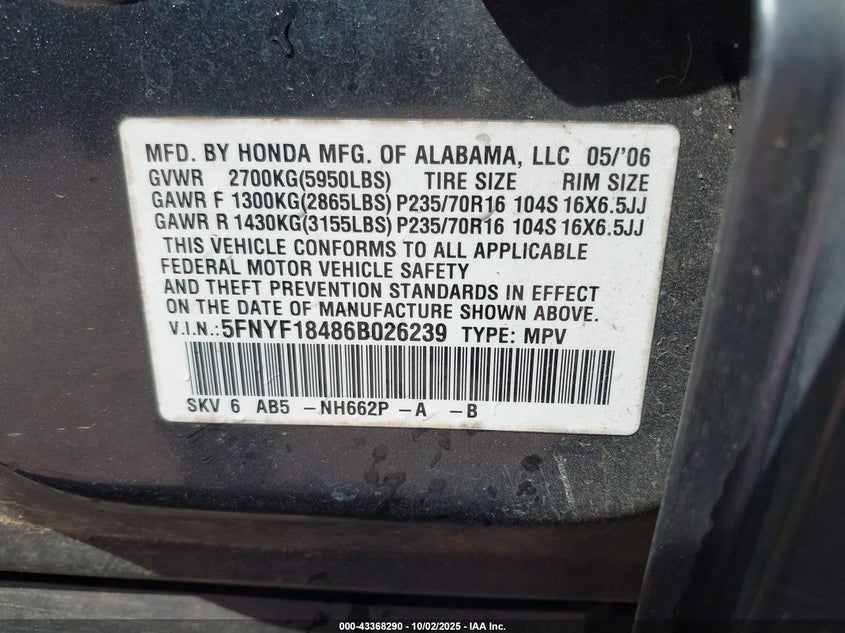 MFD. BY HONDA MFG. OF ALABAMA, LLC 05/'06
GVWR 2700KG(5950LBS) TIRE SIZE RIM SIZE
GAWR F 1300KG(2865LBS) P235/70R16 104S 16X6.5JJ
GAWR R 1430KG(3155LBS) P235/70R16 104S 16X6.5JJ
THIS VEHICLE CONFORMS TO ALL APPLICABLE
FEDERAL MOTOR VEHICLE SAFETY
AND THEFT PREVENTION STANDARDS IN EFFECT
ON THE DATE OF MANUFACTURE SHOWN ABOVE.
V.I.N.:5FNYF18486B026239 TYPE: MPV
SKV 6 AB5 -NH662P -A -B
000-43368290 - 10/02/2025 - IAA Inc.